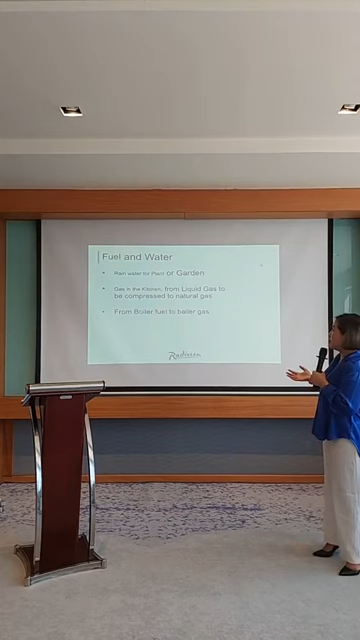 Fuel and Water
• Rain water for Plant or Garden
• Gas in the Kitchen, from Liquid Gas to
be compressed to natural gas
• From Boiler fuel to bailer gas
Radisson